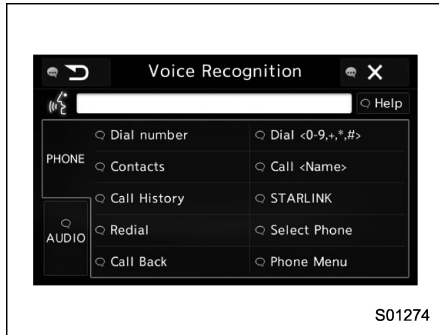 Voice Recognition
Help
PHONE
AUDIO
Dial number
Dial <0-9,+,*,#>
Contacts
Call <Name>
Call History
STARLINK
Redial
Select Phone
Call Back
Phone Menu
S01274